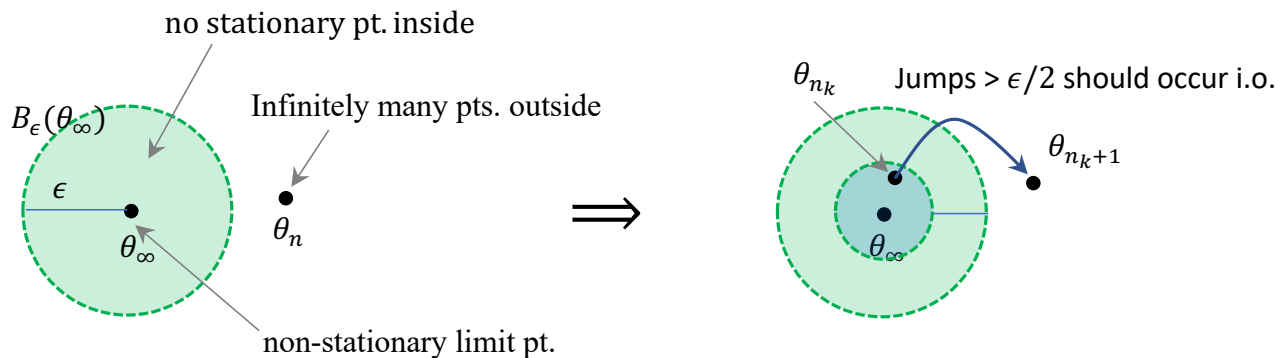 no stationary pt. inside
B_ϵ(θ_∞)
Infinitely many pts. outside
ϵ
θ_∞
θ_n
non-stationary limit pt.
⟹
θ_{n_k}
Jumps > ϵ/2 should occur i.o.
θ_{n_k+1}
θ_∞